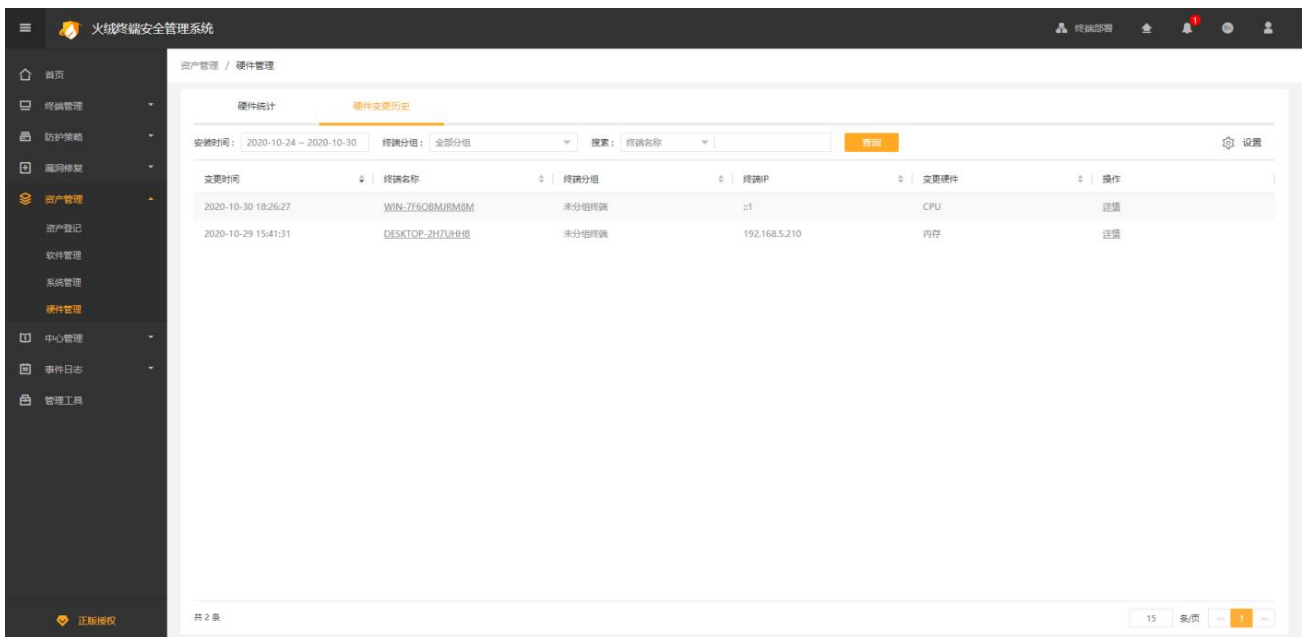 火绒终端安全管理系统
终端部署
1
首页
终端管理
防护策略
漏洞修复
资产管理
资产登记
软件管理
系统管理
硬件管理
中心管理
事件日志
管理工具
正版授权
资产管理 / 硬件管理
硬件统计 硬件变更历史
安装时间： 2020-10-24 ~ 2020-10-30 终端分组： 全部分组 搜索： 终端名称 查询 设置
变更时间 终端名称 终端分组 终端IP 变更硬件 操作
2020-10-30 18:26:27 WIN-7F6OBMJRM8M 未分组终端 ::1 CPU 详情
2020-10-29 15:41:31 DESKTOP-2H7UHHB 未分组终端 192.168.5.210 内存 详情
共 2 条 15 条/页 1